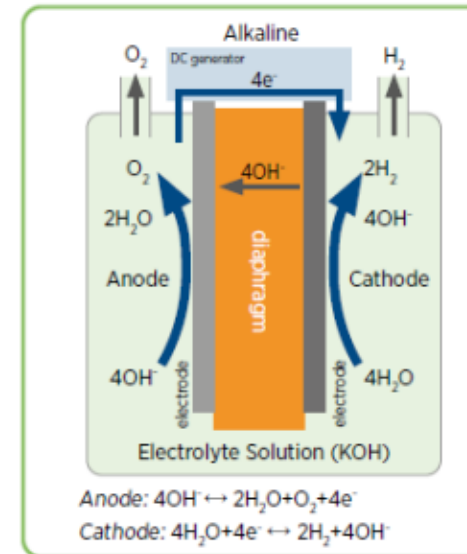 Alkaline
O₂
H₂
DC generator
4e⁻
O₂
4OH⁻
2H₂
2H₂O
4OH⁻
diaphragm
Anode
Cathode
4OH⁻
electrode
electrode
4H₂O
Electrolyte Solution (KOH)
Anode: 4OH⁻ ↔ 2H₂O+O₂+4e⁻
Cathode: 4H₂O+4e⁻ ↔ 2H₂+4OH⁻